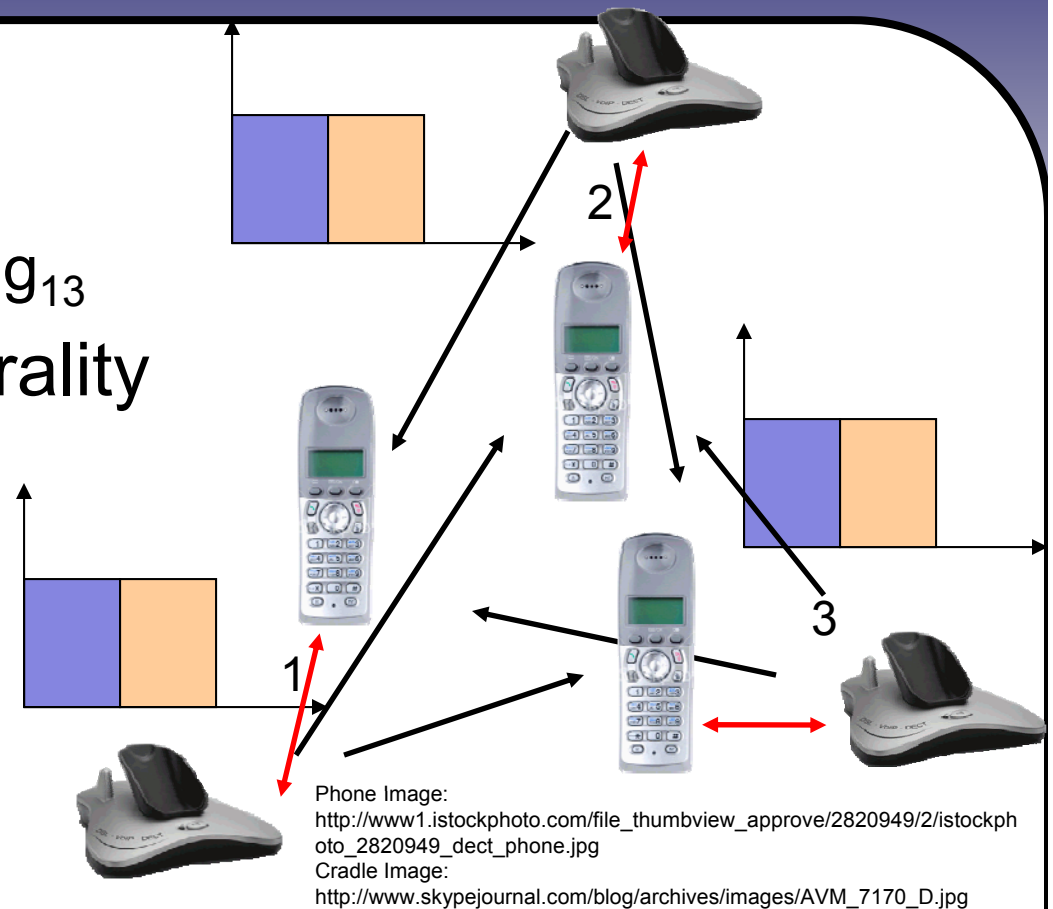 2
g₁₃
rality
3
1
Phone Image:
http://www1.istockphoto.com/file_thumbview_approve/2820949/2/istockph
oto_2820949_dect_phone.jpg
Cradle Image:
http://www.skypejournal.com/blog/archives/images/AVM_7170_D.jpg